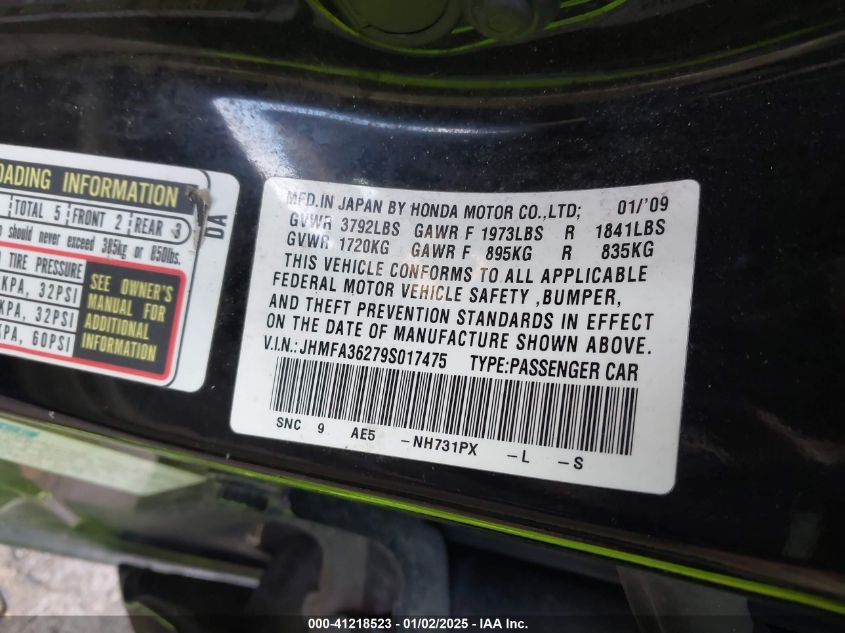 OADING INFORMATION
TOTAL 5 FRONT 2 REAR 3
should never exceed 385kg or 850lbs.
TIRE PRESSURE
KPA, 32PSI
KPA, 32PSI
KPA, 60PSI
SEE OWNER'S
MANUAL FOR
ADDITIONAL
INFORMATION
DA
MFD.IN JAPAN BY HONDA MOTOR CO.,LTD; 01/'09
GVWR 3792LBS GAWR F 1973LBS R 1841LBS
GVWR 1720KG GAWR F 895KG R 835KG
THIS VEHICLE CONFORMS TO ALL APPLICABLE
FEDERAL MOTOR VEHICLE SAFETY ,BUMPER,
AND THEFT PREVENTION STANDARDS IN EFFECT
ON THE DATE OF MANUFACTURE SHOWN ABOVE.
V.I.N.:JHMFA36279S017475 TYPE:PASSENGER CAR
SNC 9 AE5 -NH731PX -L -S
000-41218523 - 01/02/2025 - IAA Inc.